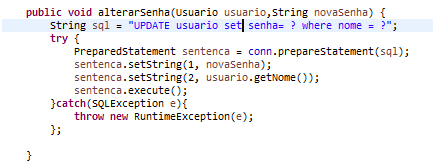 public void alterarSenha(Usuario usuario,String novaSenha) {
String sql = "UPDATE usuario set senha= ? where nome = ?";
try {
PreparedStatement sentenca = conn.prepareStatement(sql);
sentenca.setString(1, novaSenha);
sentenca.setString(2, usuario.getNome());
sentenca.execute();
}catch(SQLException e){
throw new RuntimeException(e);
};
}